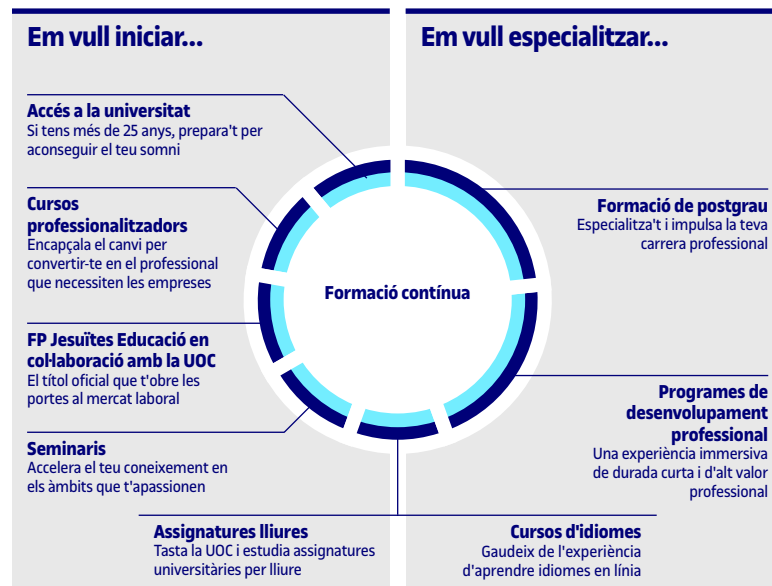 Em vull iniciar...
Accés a la universitat
Si tens més de 25 anys, prepara't per
aconseguir el teu somni
Cursos
professionalitzadors
Encapçala el canvi per
convertir-te en el professional
que necessiten les empreses
FP Jesuïtes Educació en
col·laboració amb la UOC
El títol oficial que t'obre les
portes al mercat laboral
Seminaris
Accelera el teu coneixement en
els àmbits que t'apassionen
Assignatures lliures
Tasta la UOC i estudia assignatures
universitàries per lliure
Formació contínua
Em vull especialitzar...
Formació de postgrau
Especialitza't i impulsa la teva
carrera professional
Programes de
desenvolupament
professional
Una experiència immersiva
de durada curta i d'alt valor
professional
Cursos d'idiomes
Gaudeix de l'experiència
d'aprendre idiomes en línia